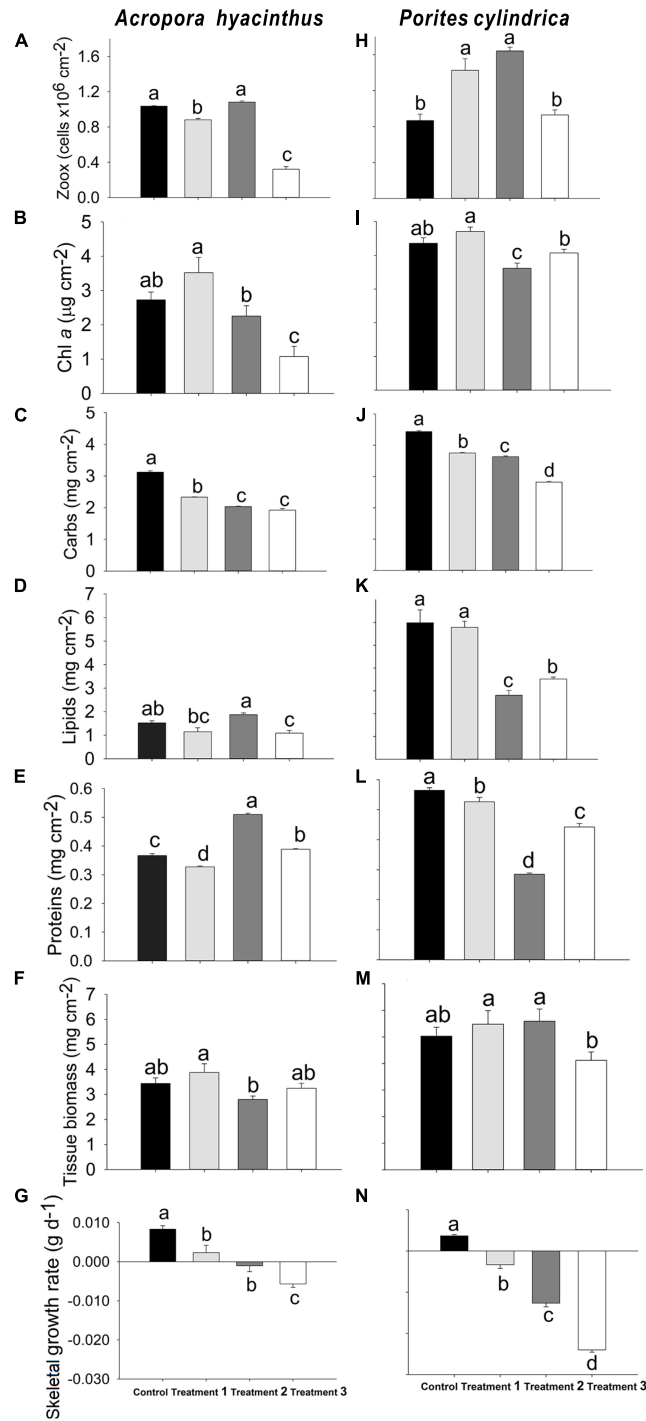 Acropora hyacinthus
Porites cylindrica
A
Zoox (cells x10⁶ cm⁻²)
1.6
1.2
0.8
0.4
0.0
a
b
a
c
H
b
a
a
b
B
Chl a (µg cm⁻²)
5
4
3
2
1
0
ab
a
b
c
I
ab
a
c
b
C
Carbs (mg cm⁻²)
5
4
3
2
1
0
a
b
c
c
J
a
b
c
d
D
Lipids (mg cm⁻²)
7
6
5
4
3
2
1
0
ab
bc
a
c
K
a
a
c
b
E
Proteins (mg cm⁻²)
0.6
0.5
0.4
0.3
0.2
0.1
0.0
c
d
a
b
L
a
b
d
c
F
Tissue biomass (mg cm⁻²)
7
6
5
4
3
2
1
0
ab
a
b
ab
M
ab
a
a
b
G
Skeletal growth rate (g d⁻¹)
0.010
0.000
-0.010
-0.020
-0.030
a
b
b
c
Control Treatment 1 Treatment 2 Treatment 3
N
a
b
c
d
Control Treatment 1 Treatment 2 Treatment 3